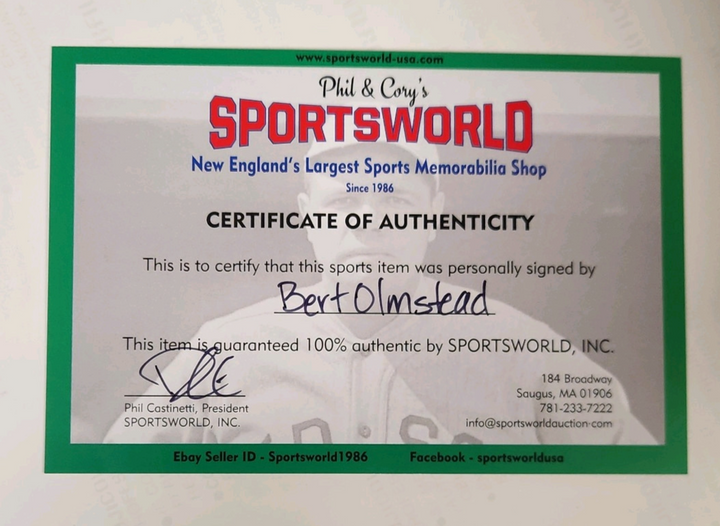 www.sportsworld-usa.com
Phil & Cory's
SPORTSWORLD
New England's Largest Sports Memorabilia Shop
Since 1986
CERTIFICATE OF AUTHENTICITY
This is to certify that this sports item was personally signed by
Bert Olmstead
This item is guaranteed 100% authentic by SPORTSWORLD, INC.
Phil Castinetti, President
SPORTSWORLD, INC.
184 Broadway
Saugus, MA 01906
781-233-7222
info@sportsworldauction.com
Ebay Seller ID - Sportsworld1986
Facebook - sportsworldusa